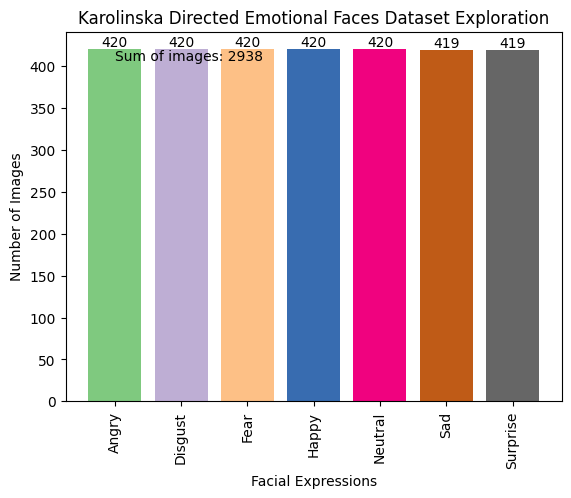 Karolinska Directed Emotional Faces Dataset Exploration
420 420 420 420 420 419 419
Sum of images: 2938
400
350
300
250
200
150
100
50
0
Number of Images
Angry
Disgust
Fear
Happy
Neutral
Sad
Surprise
Facial Expressions